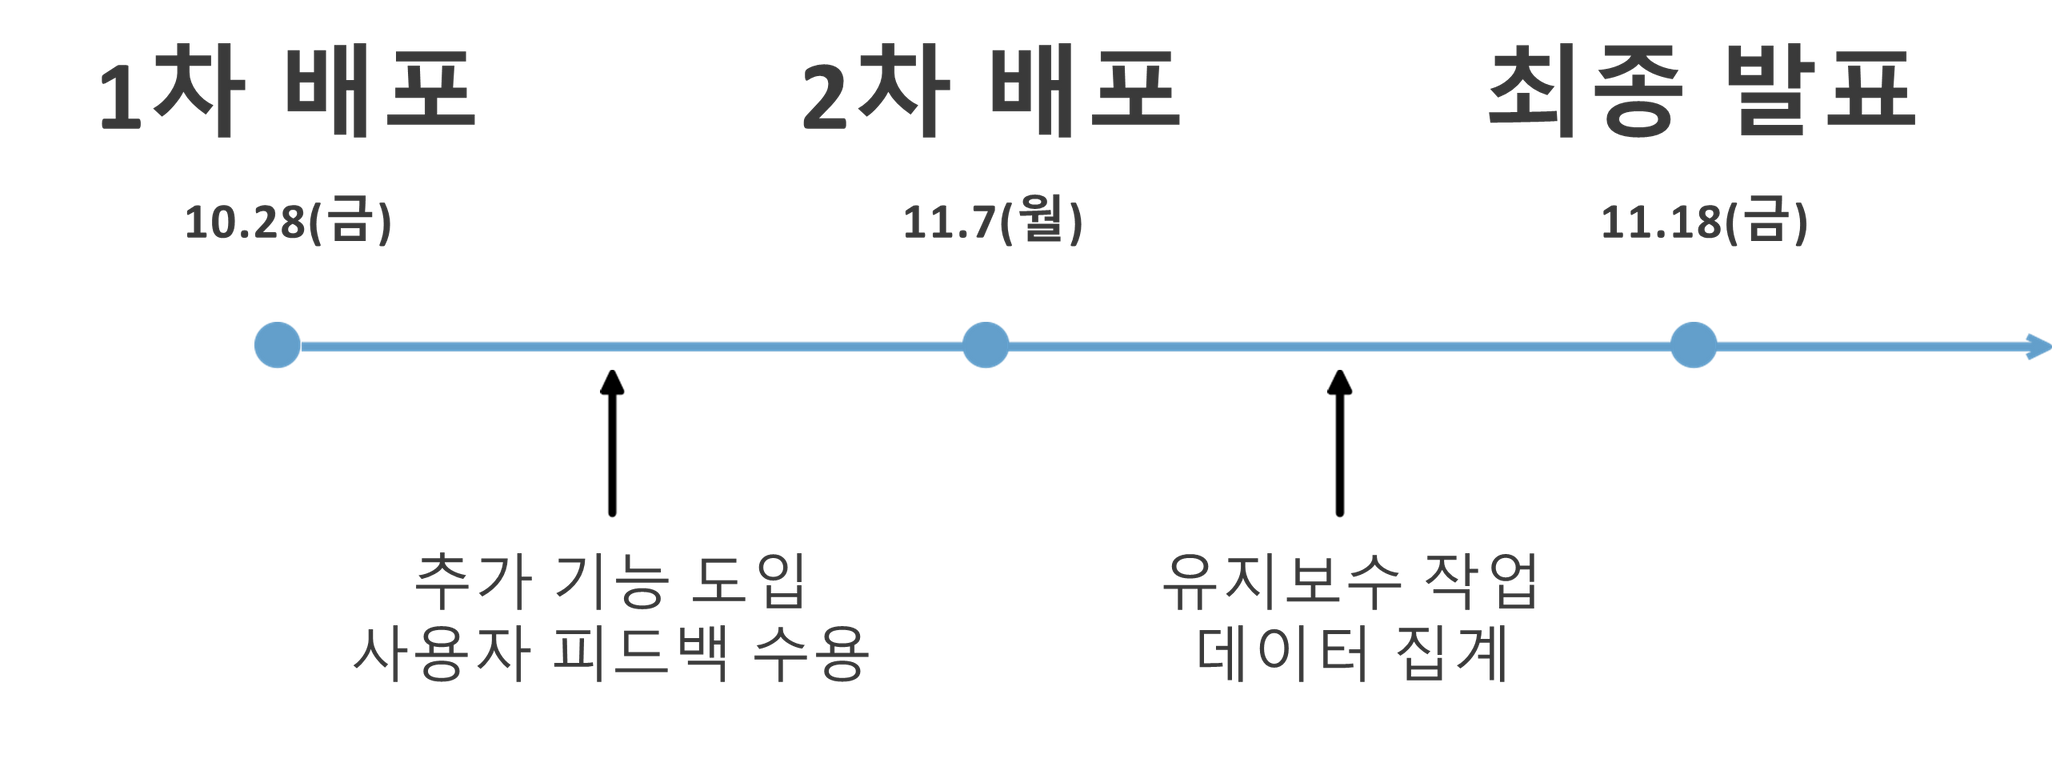 1차 배포
2차 배포
최종 발표
10.28(금)
11.7(월)
11.18(금)
추가 기능 도입
사용자 피드백 수용
유지보수 작업
데이터 집계